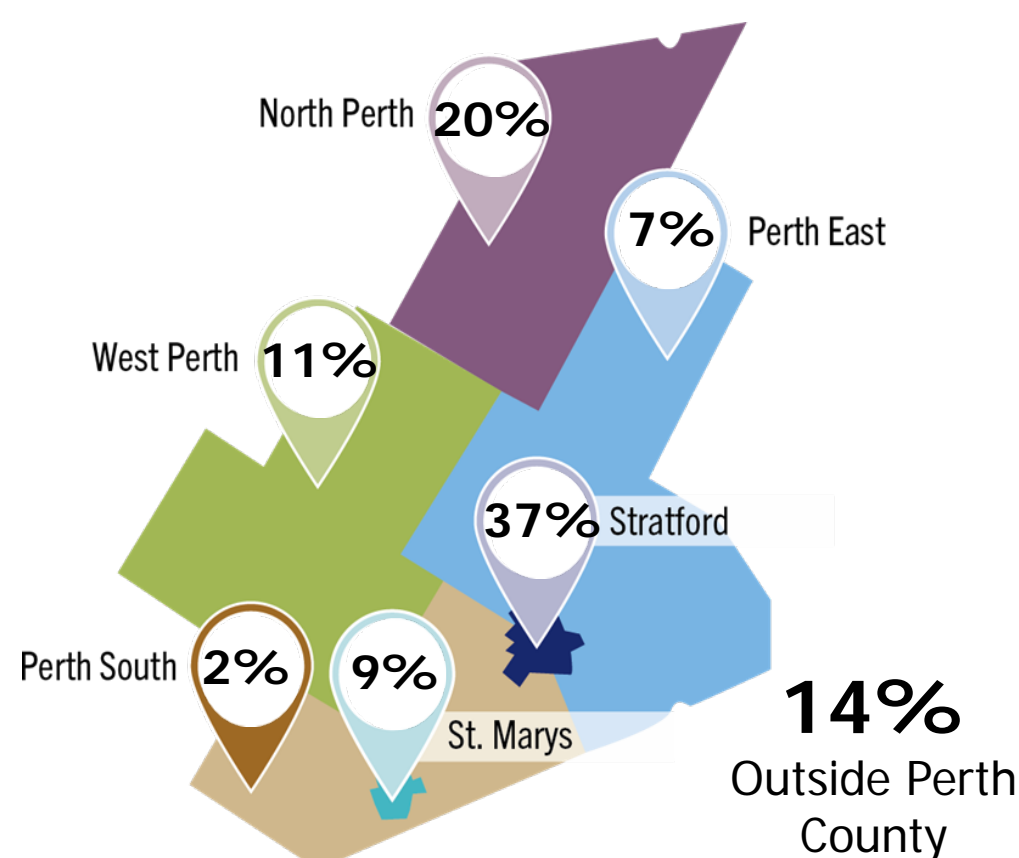 North Perth
20%
7%
Perth East
West Perth
11%
37%
Stratford
Perth South
2%
9%
St. Marys
14%
Outside Perth
County